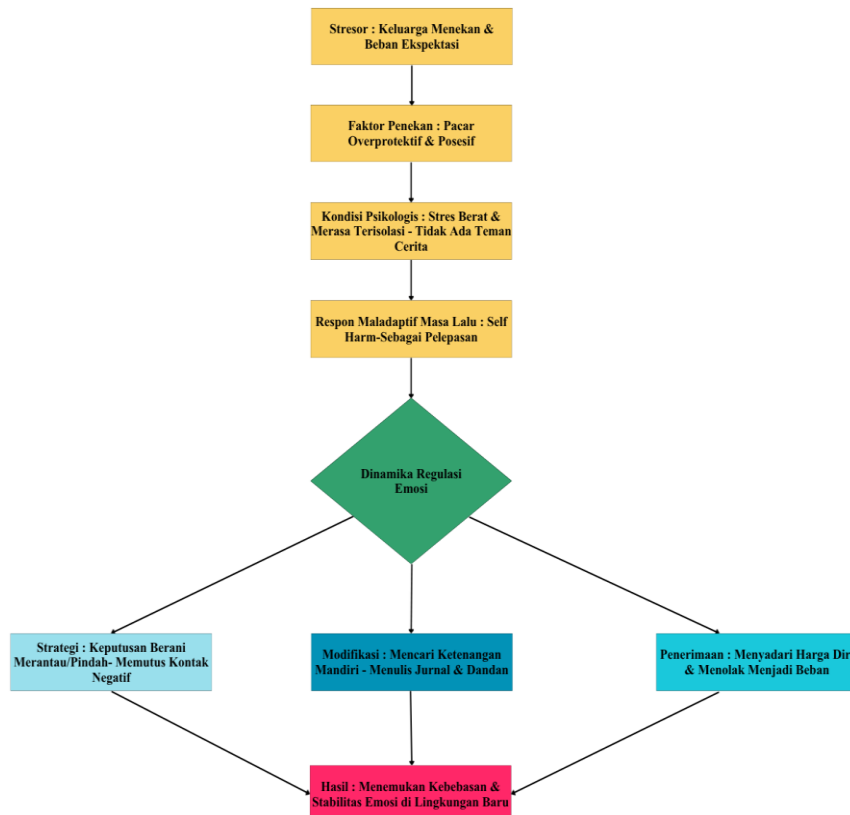 Stresor : Keluarga Menekan &
Beban Ekspektasi
Faktor Penekan : Pacar
Overprotektif & Posesif
Kondisi Psikologis : Stres Berat &
Merasa Terisolasi - Tidak Ada Teman
Cerita
Respon Maladaptif Masa Lalu : Self
Harm-Sebagai Pelepasan
Dinamika Regulasi
Emosi
Strategi : Keputusan Berani
Merantau/Pindah- Memutus Kontak
Negatif
Modifikasi : Mencari Ketenangan
Mandiri - Menulis Jurnal & Dandan
Penerimaan : Menyadari Harga Dir
& Menolak Menjadi Beban
Hasil : Menemukan Kebebasan &
Stabilitas Emosi di Lingkungan Baru